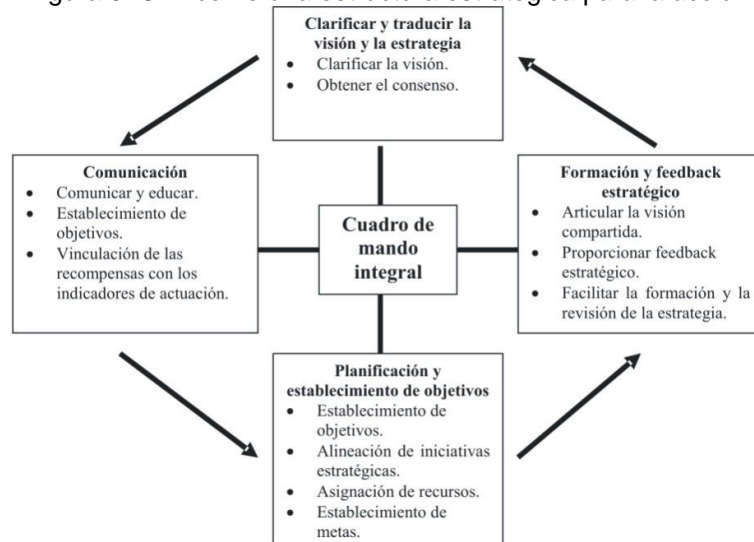 Clarificar y traducir la
visión y la estrategia
• Clarificar la visión.
• Obtener el consenso.
Comunicación
• Comunicar y educar.
• Establecimiento de
objetivos.
• Vinculación de las
recompensas con los
indicadores de actuación.
Cuadro de
mando
integral
Formación y feedback
estratégico
• Articular la visión
compartida.
• Proporcionar feedback
estratégico.
• Facilitar la formación y la
revisión de la estrategia.
Planificación y
establecimiento de objetivos
• Establecimiento de
objetivos.
• Alineación de iniciativas
estratégicas.
• Asignación de recursos.
• Establecimiento de
metas.